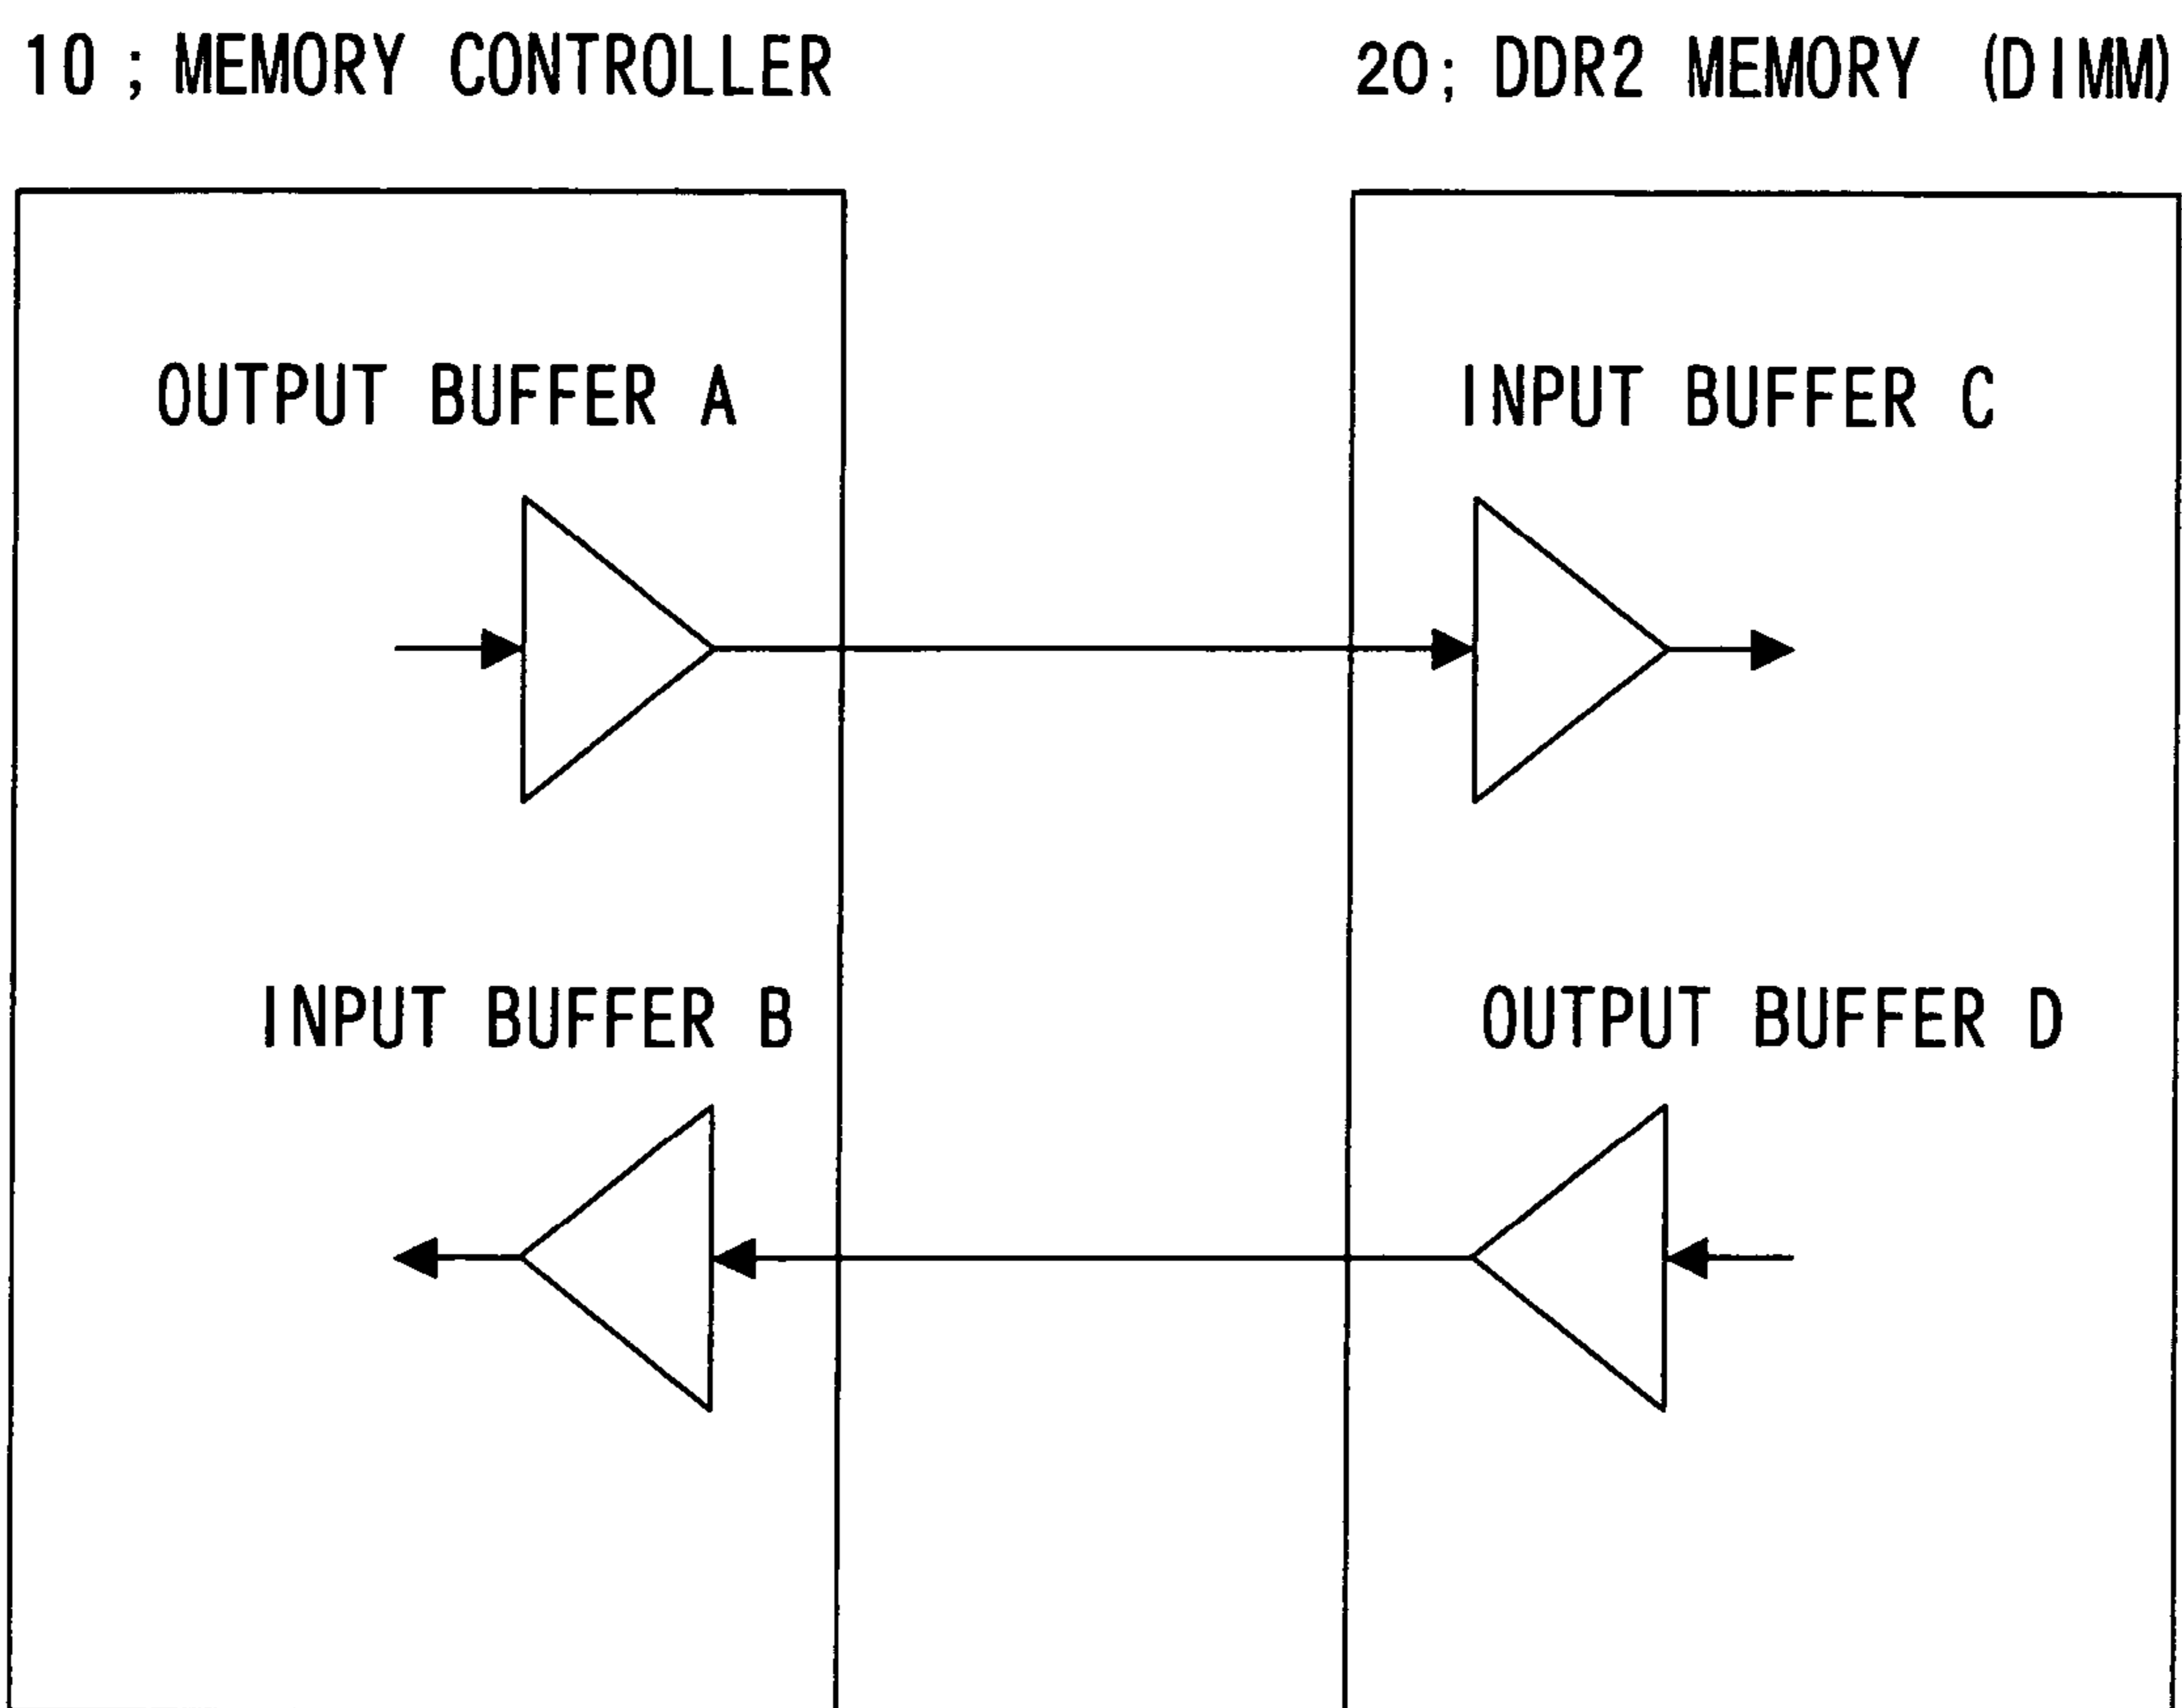 10 ; MEMORY CONTROLLER
20; DDR2 MEMORY (DIMM)
OUTPUT BUFFER A
INPUT BUFFER C
INPUT BUFFER B
OUTPUT BUFFER D